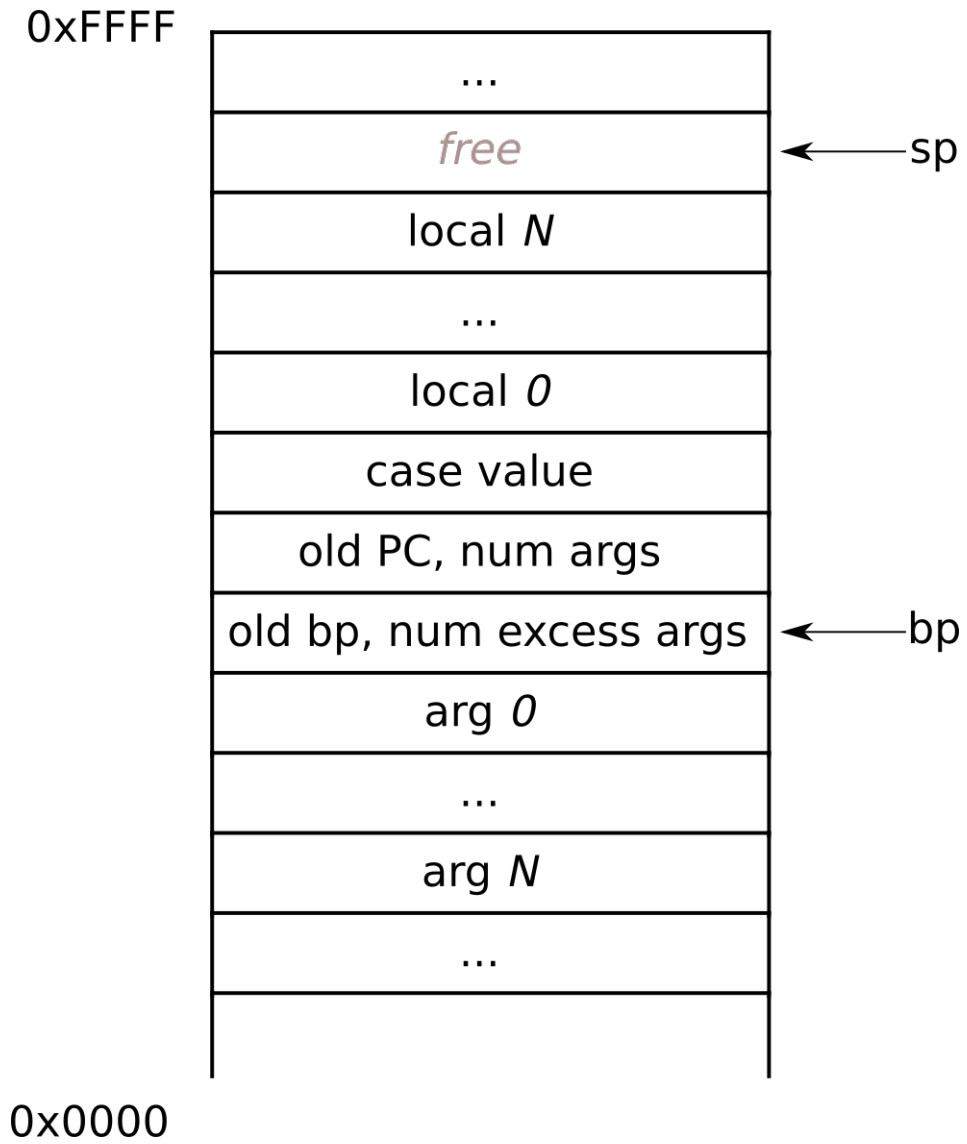 0xFFFF
...
free
sp
local N
...
local 0
case value
old PC, num args
old bp, num excess args
bp
arg 0
...
arg N
...
0x0000